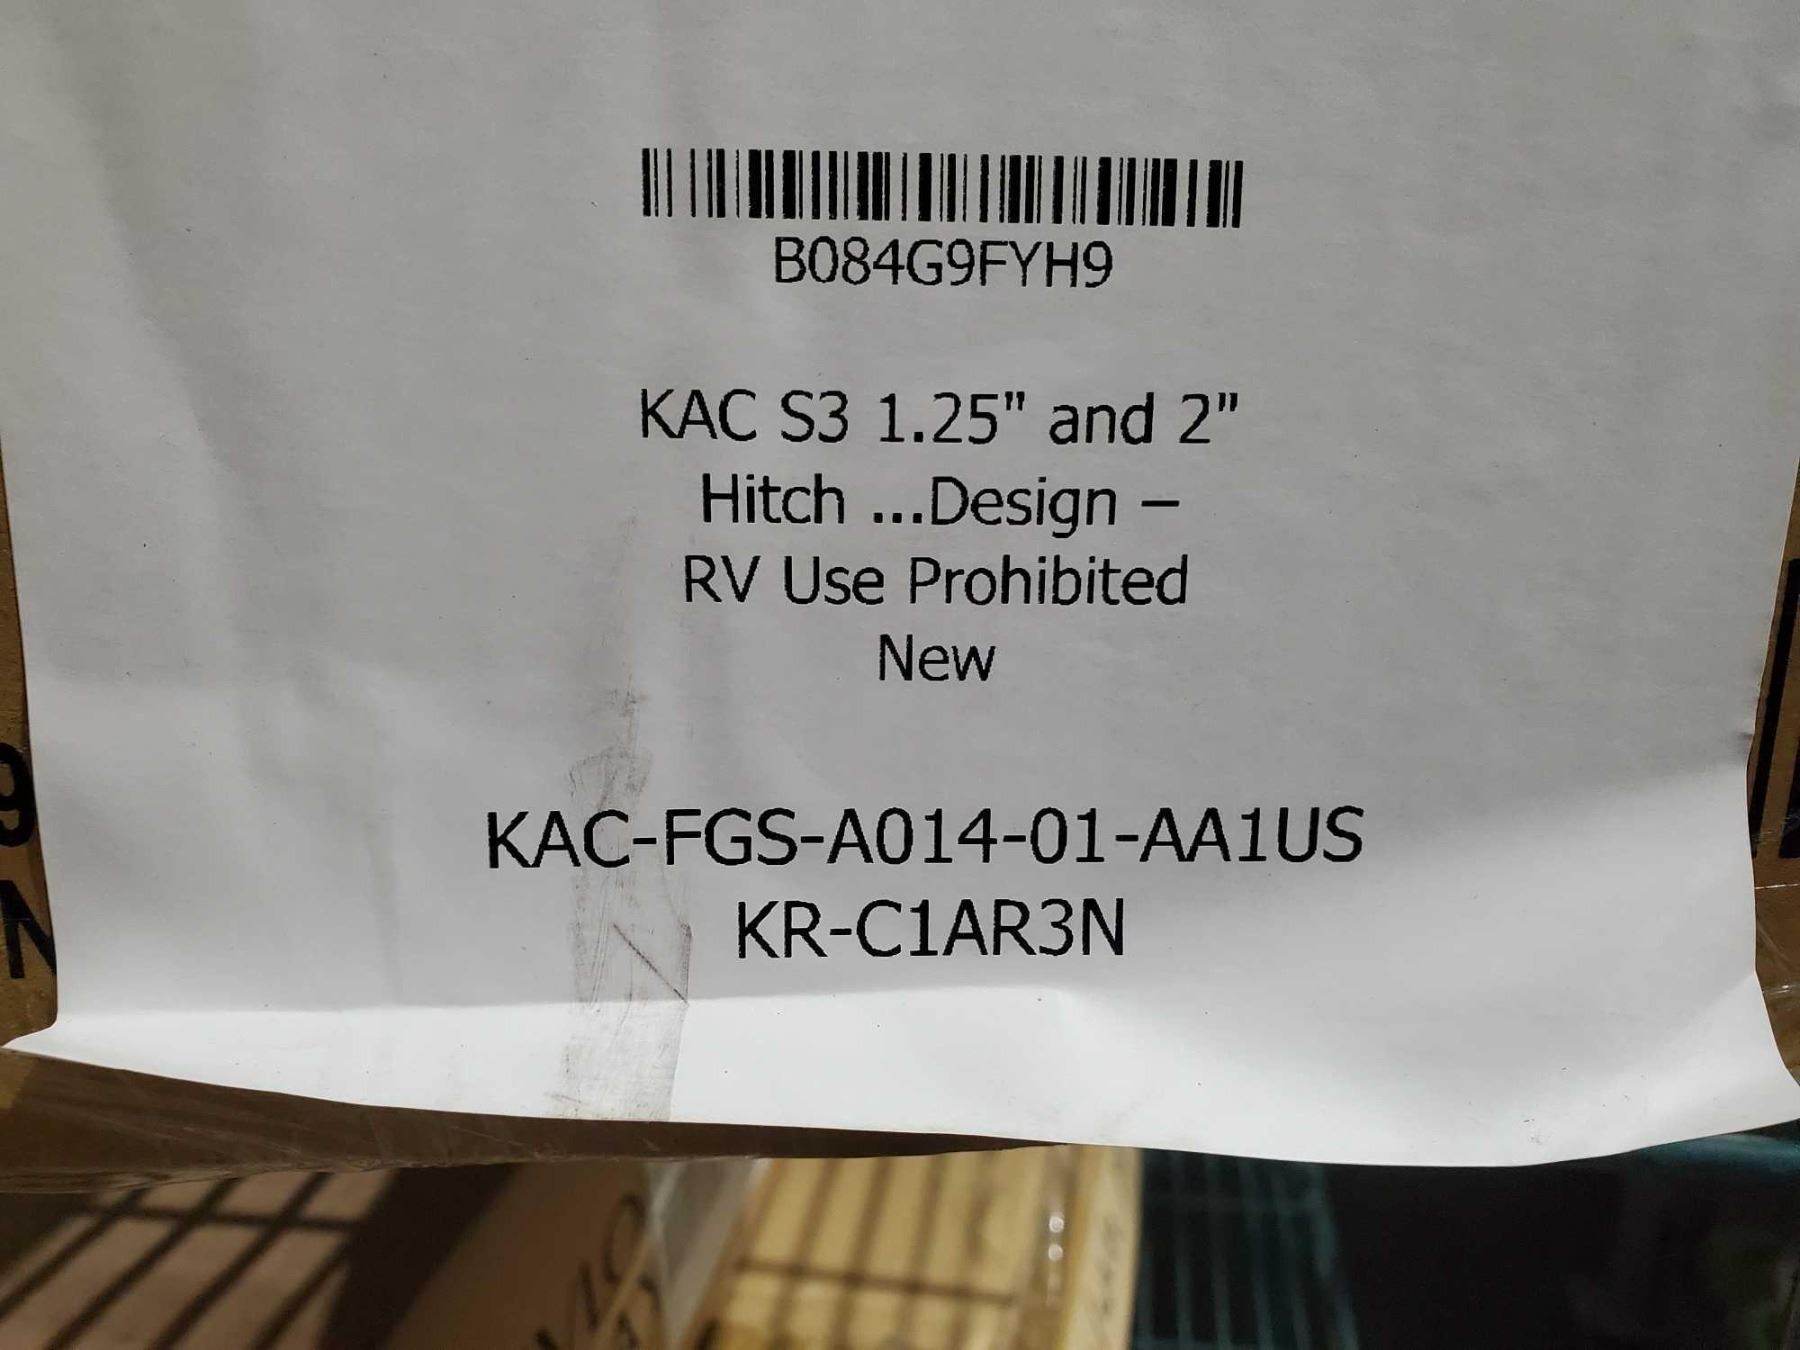 B084G9FYH9
KAC S3 1.25" and 2"
Hitch ...Design –
RV Use Prohibited
New
KAC-FGS-A014-01-AA1US
KR-C1AR3N
9
N